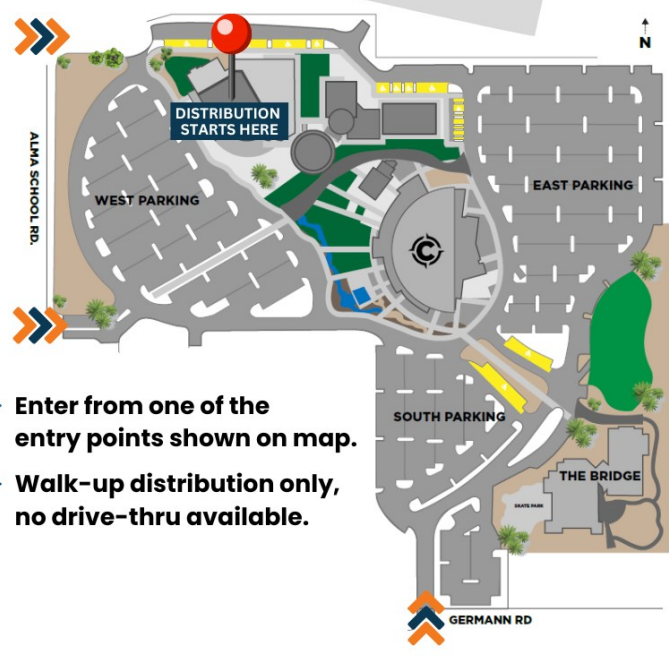 N
DISTRIBUTION
STARTS HERE
ALMA SCHOOL RD.
WEST PARKING
EAST PARKING
C
Enter from one of the
entry points shown on map.
Walk-up distribution only,
no drive-thru available.
SOUTH PARKING
THE BRIDGE
SKATE PARK
GERMANN RD